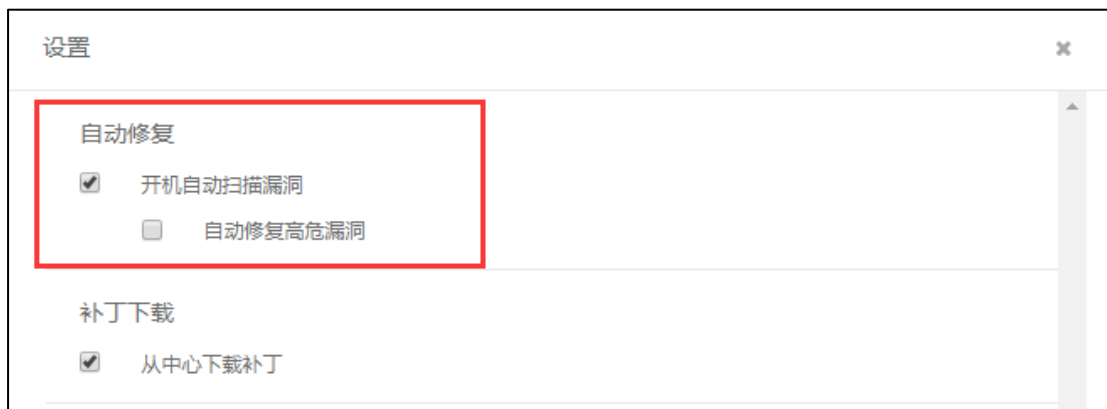 设置
自动修复
开机自动扫描漏洞
自动修复高危漏洞
补丁下载
从中心下载补丁